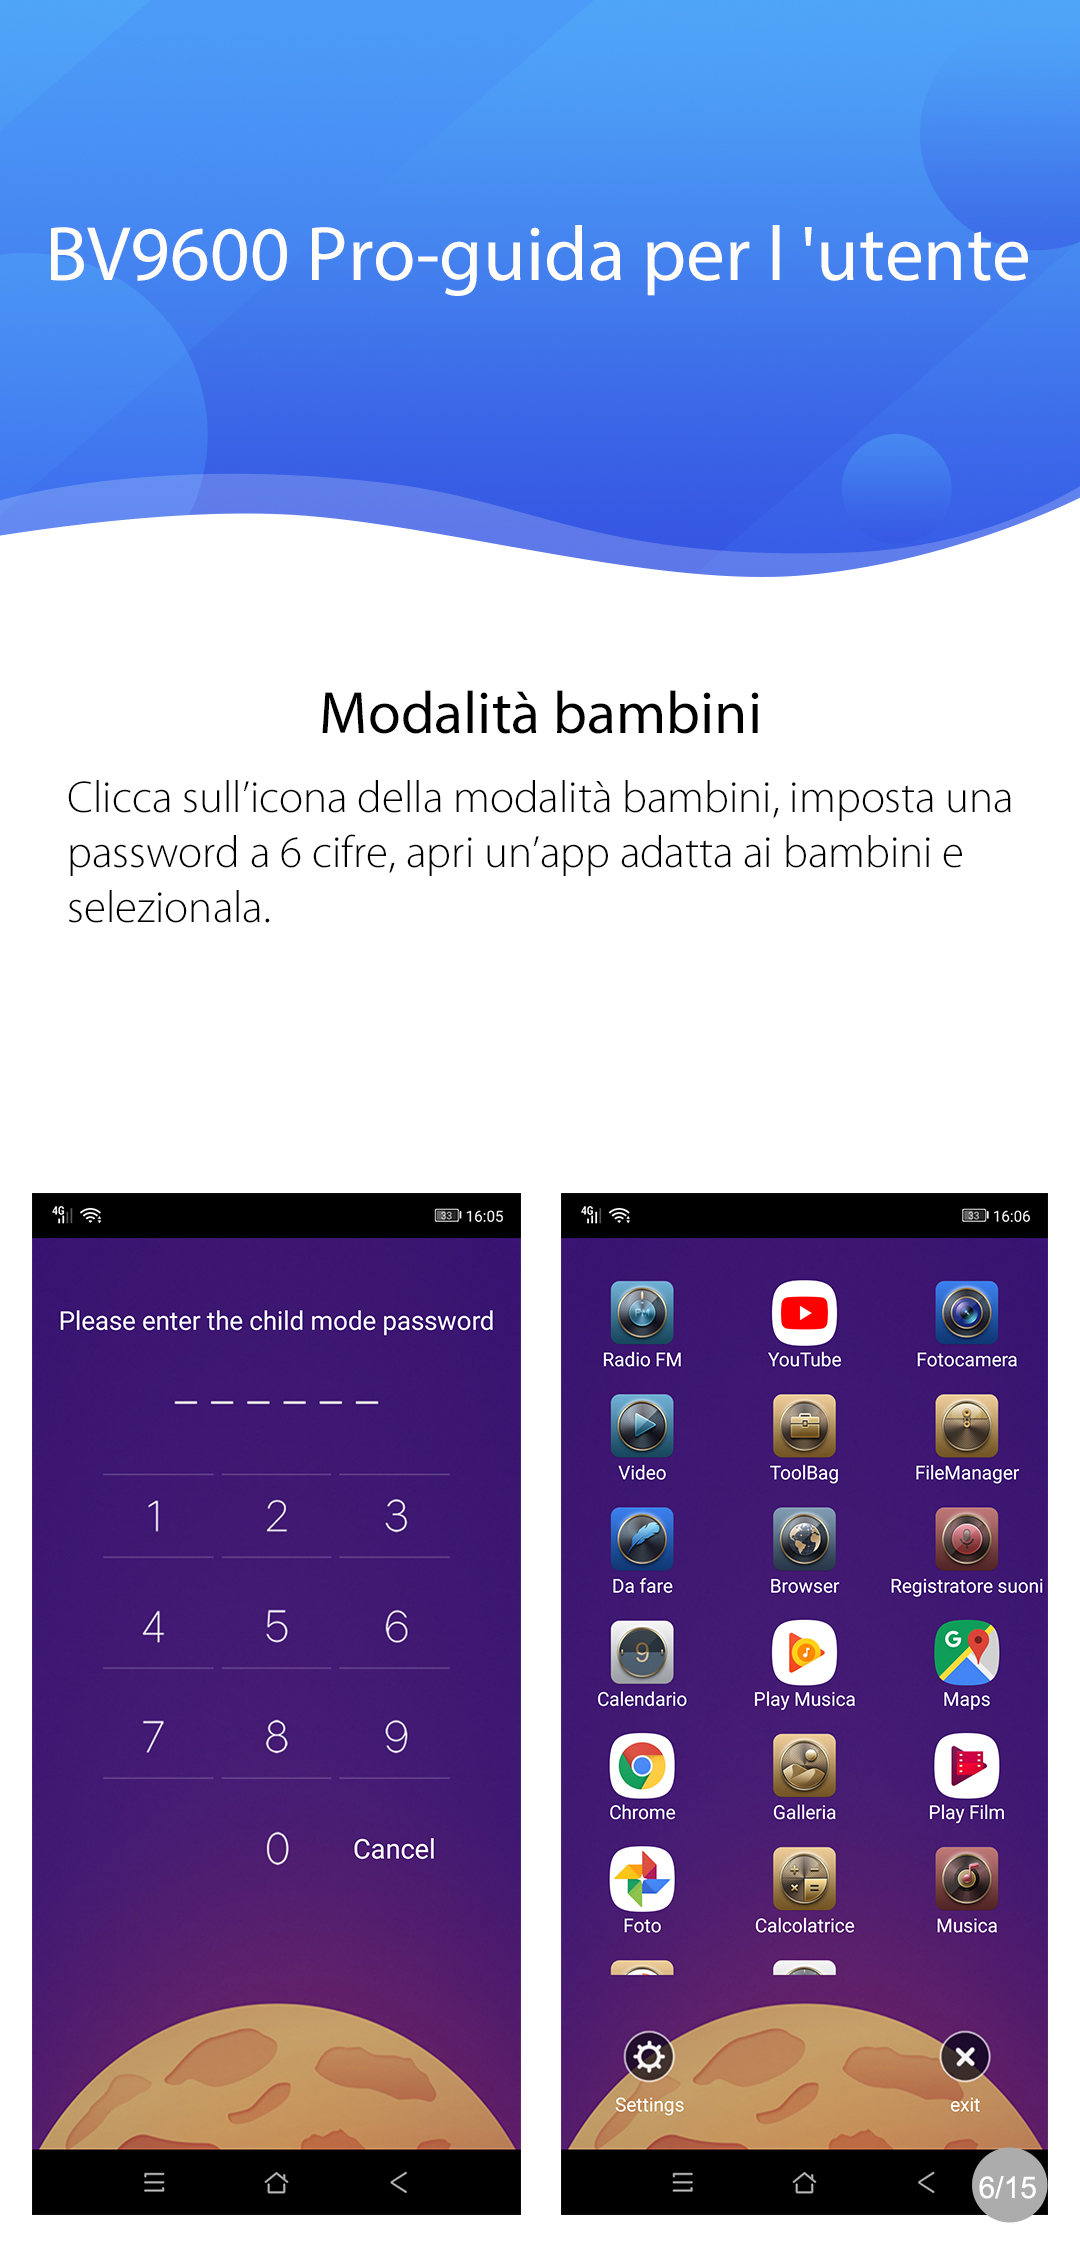 BV9600 Pro-guida per l 'utente
Modalità bambini
Clicca sull’icona della modalità bambini, imposta una
password a 6 cifre, apri un’app adatta ai bambini e
selezionala.
4G 33 16:05
Please enter the child mode password
1 2 3
4 5 6
7 8 9
0 Cancel
4G 33 16:06
FM
Radio FM YouTube Fotocamera
Video ToolBag FileManager
Da fare Browser Registratore suoni
9 G
Calendario Play Musica Maps
Chrome Galleria Play Film
Foto Calcolatrice Musica
Settings exit
6/15